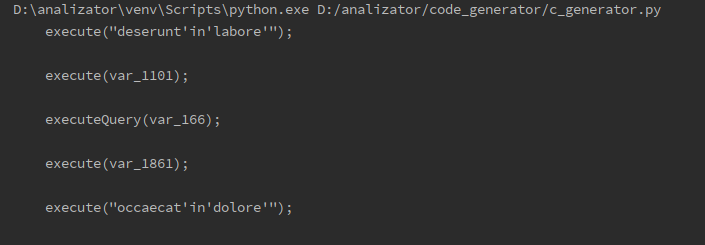 D:\analizator\venv\Scripts\python.exe D:/analizator/code_generator/c_generator.py
execute("deserunt'in'labore'");
execute(var_1101);
executeQuery(var_166);
execute(var_1861);
execute("occaecat'in'dolore'");